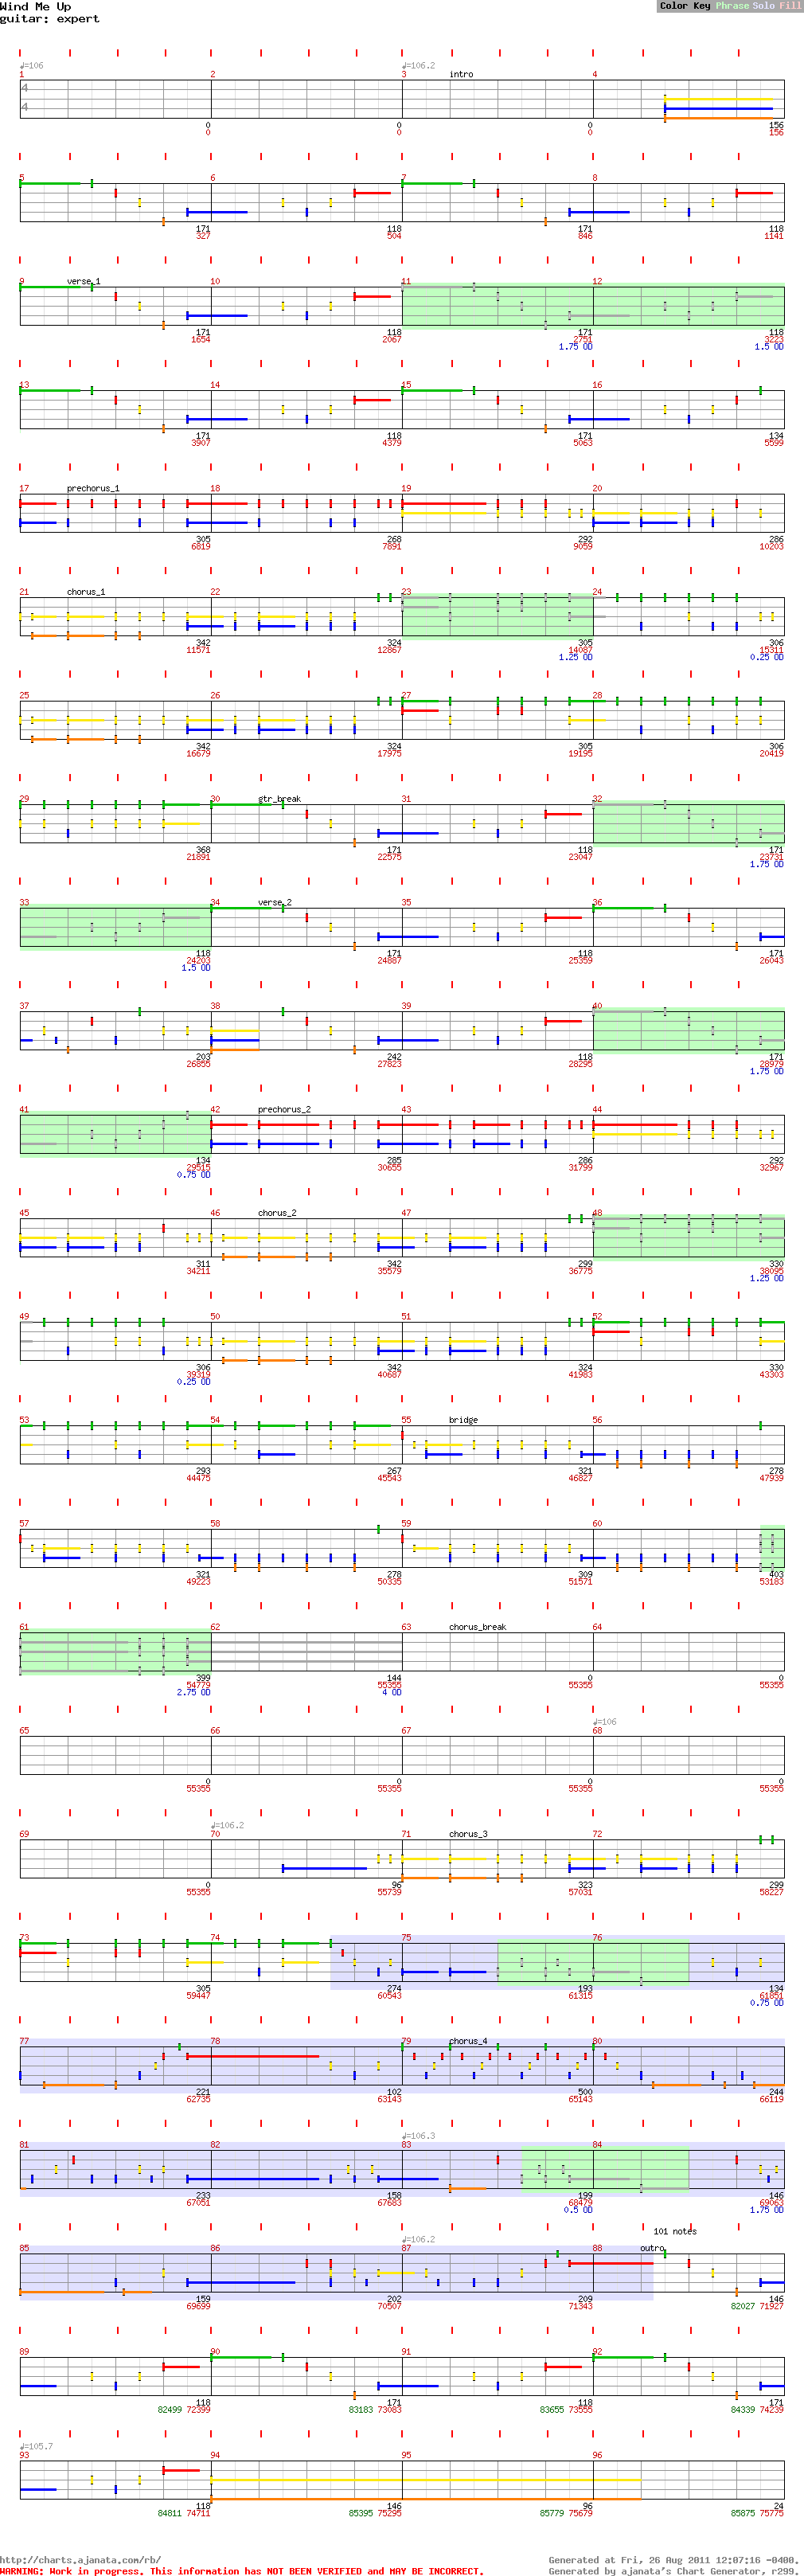 Wind Me Up
Color Key Phrase Solo Fill
guitar: expert
♩=106 ♩=106.2
1 2 3 intro 4
4
4
0 0 0 156
0 0 0 156
5 6 7 8
171 118 171 118
327 504 846 1141
9 verse_1 10 11 12
171 118 171 118
1654 2067 2751 3223
1.75 OD 1.5 OD
13 14 15 16
171 118 171 134
3907 4379 5063 5599
17 prechorus_1 18 19 20
305 268 292 286
6819 7891 9059 10203
21 chorus_1 22 23 24
342 324 305 306
11571 12867 14087 15311
1.25 OD 0.25 OD
25 26 27 28
342 324 305 306
16679 17975 19195 20419
29 30 gtr_break 31 32
368 171 118 171
21891 22575 23047 23731
1.75 OD
33 34 verse_2 35 36
118 171 118 171
24203 24887 25359 26043
1.5 OD
37 38 39 40
203 242 118 171
26855 27823 28295 28979
1.75 OD
41 42 prechorus_2 43 44
134 285 286 292
29515 30655 31799 32967
0.75 OD
45 46 chorus_2 47 48
311 342 299 330
34211 35579 36775 38095
1.25 OD
49 50 51 52
306 342 324 330
39319 40687 41983 43303
0.25 OD
53 54 55 bridge 56
293 267 321 278
44475 45543 46827 47939
57 58 59 60
321 278 309 403
49223 50335 51571 53183
61 62 63 chorus_break 64
399 144 0 0
54779 55355 55355 55355
2.75 OD 4 OD
♩=106
65 66 67 68
0 0 0 0
55355 55355 55355 55355
♩=106.2
69 70 71 chorus_3 72
0 96 323 299
55355 55739 57031 58227
73 74 75 76
305 274 193 134
59447 60543 61315 61851
0.75 OD
77 78 79 chorus_4 80
221 102 500 244
62735 63143 65143 66119
♩=106.3
81 82 83 84
233 158 199 146
67051 67683 68479 69063
0.5 OD 1.75 OD
♩=106.2 101 notes
85 86 87 88 outro
159 202 209 146
69699 70507 71343 82027 71927
89 90 91 92
118 171 118 171
82499 72399 83183 73083 83655 73555 84339 74239
♩=105.7
93 94 95 96
118 146 96 24
84811 74711 85395 75295 85779 75679 85875 75775
http://charts.ajanata.com/rb/ Generated at Fri, 26 Aug 2011 12:07:16 -0400.
WARNING: Work in progress. This information has NOT BEEN VERIFIED and MAY BE INCORRECT. Generated by ajanata's Chart Generator, r299.